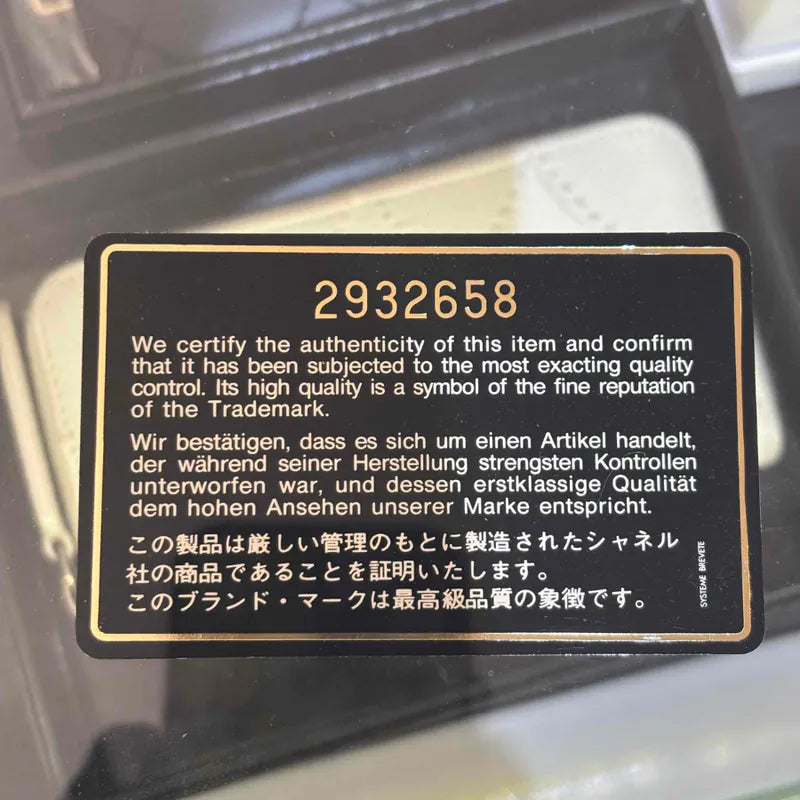 2932658
We certify the authenticity of this item and confirm
that it has been subjected to the most exacting quality
control. Its high quality is a symbol of the fine reputation
of the Trademark.
Wir bestätigen, dass es sich um einen Artikel handelt,
der während seiner Herstellung strengsten Kontrollen
unterworfen war, und dessen erstklassige Qualität
dem hohen Ansehen unserer Marke entspricht.
この製品は厳しい管理のもとに製造されたシャネル
社の商品であることを証明いたします。
このブランド・マークは最高級品質の象徴です。
SYSTEME BREVETE